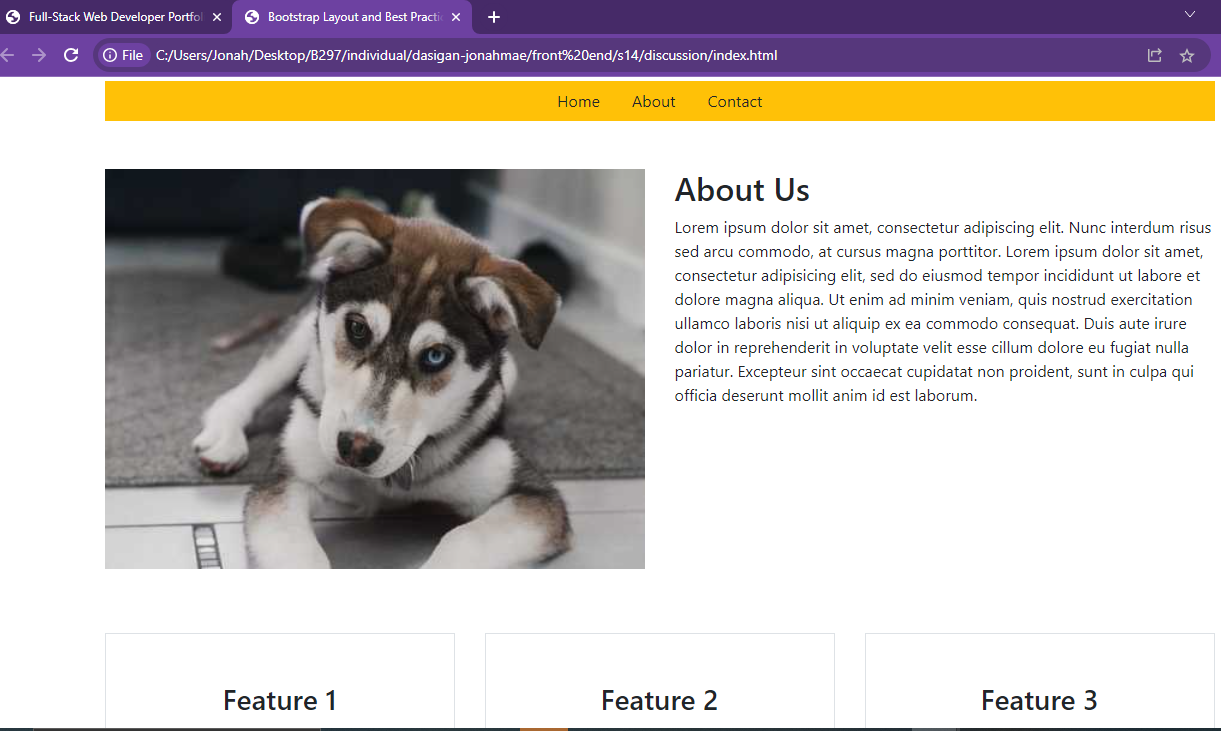 Full-Stack Web Developer Portfo
Bootstrap Layout and Best Practi
File C:/Users/Jonah/Desktop/B297/individual/dasigan-jonahmae/front%20end/s14/discussion/index.html
Home About Contact
About Us
Lorem ipsum dolor sit amet, consectetur adipiscing elit. Nunc interdum risus
sed arcu commodo, at cursus magna porttitor. Lorem ipsum dolor sit amet,
consectetur adipisicing elit, sed do eiusmod tempor incididunt ut labore et
dolore magna aliqua. Ut enim ad minim veniam, quis nostrud exercitation
ullamco laboris nisi ut aliquip ex ea commodo consequat. Duis aute irure
dolor in reprehenderit in voluptate velit esse cillum dolore eu fugiat nulla
pariatur. Excepteur sint occaecat cupidatat non proident, sunt in culpa qui
officia deserunt mollit anim id est laborum.
Feature 1
Feature 2
Feature 3